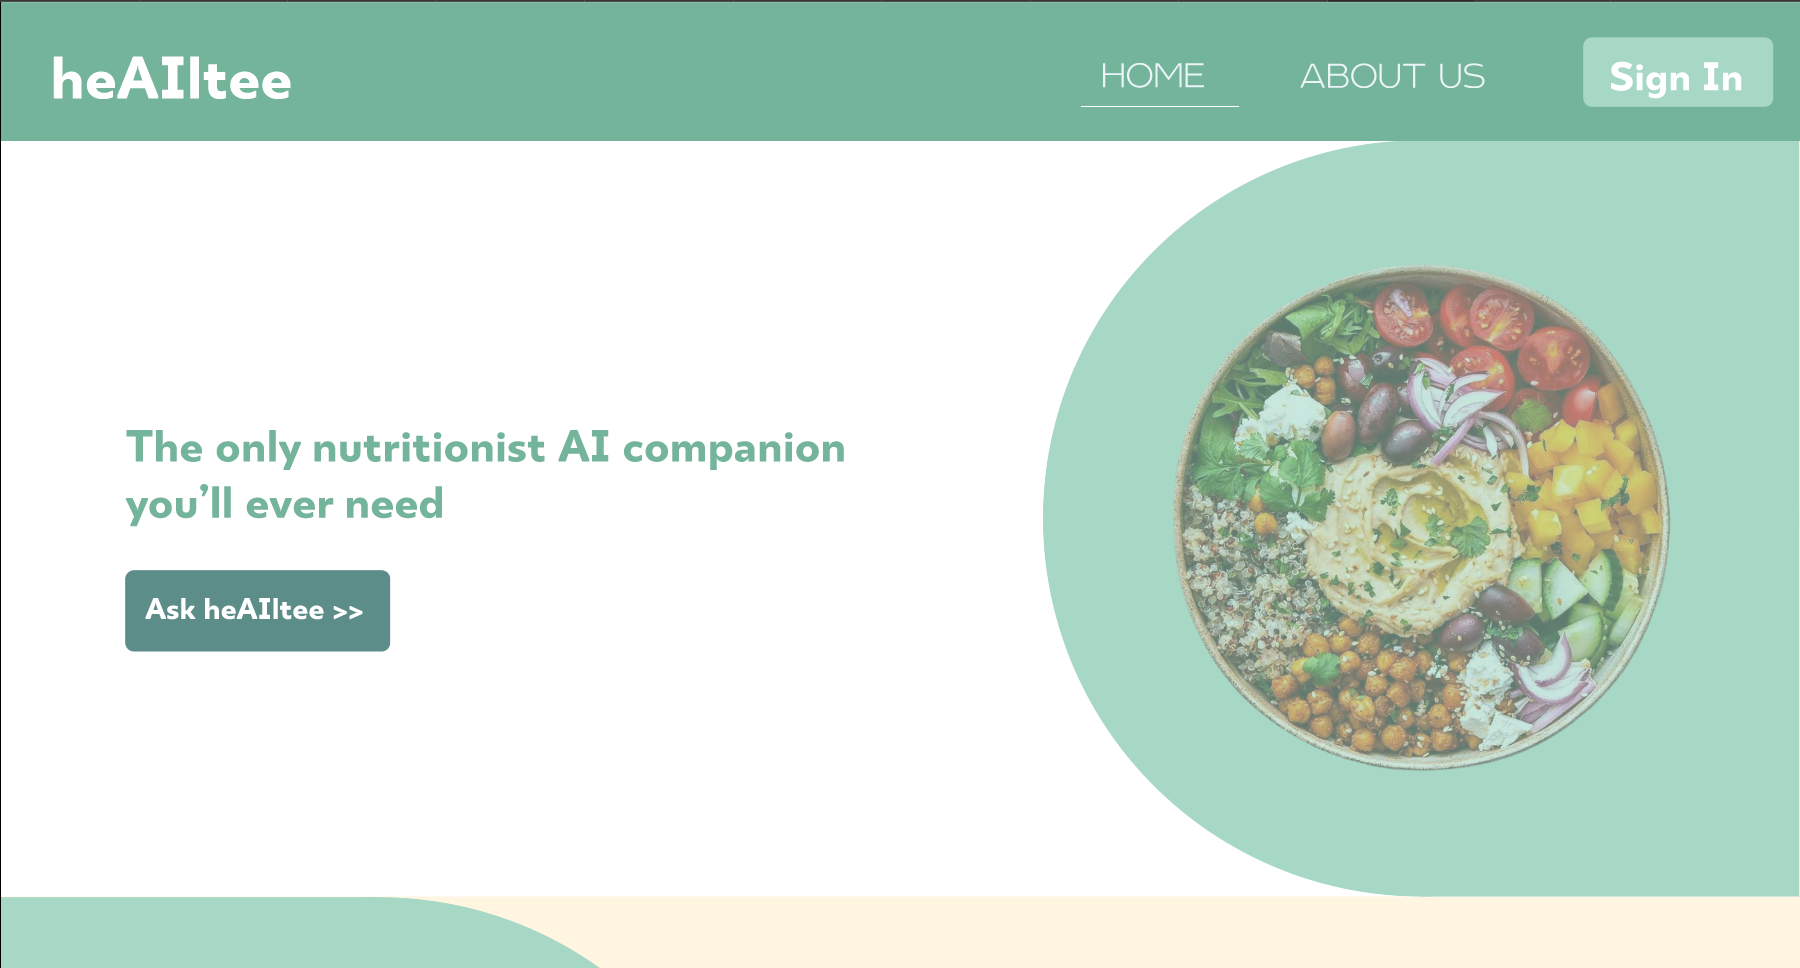 heAIltee
HOME
ABOUT US
Sign In
The only nutritionist AI companion
you’ll ever need
Ask heAIltee >>